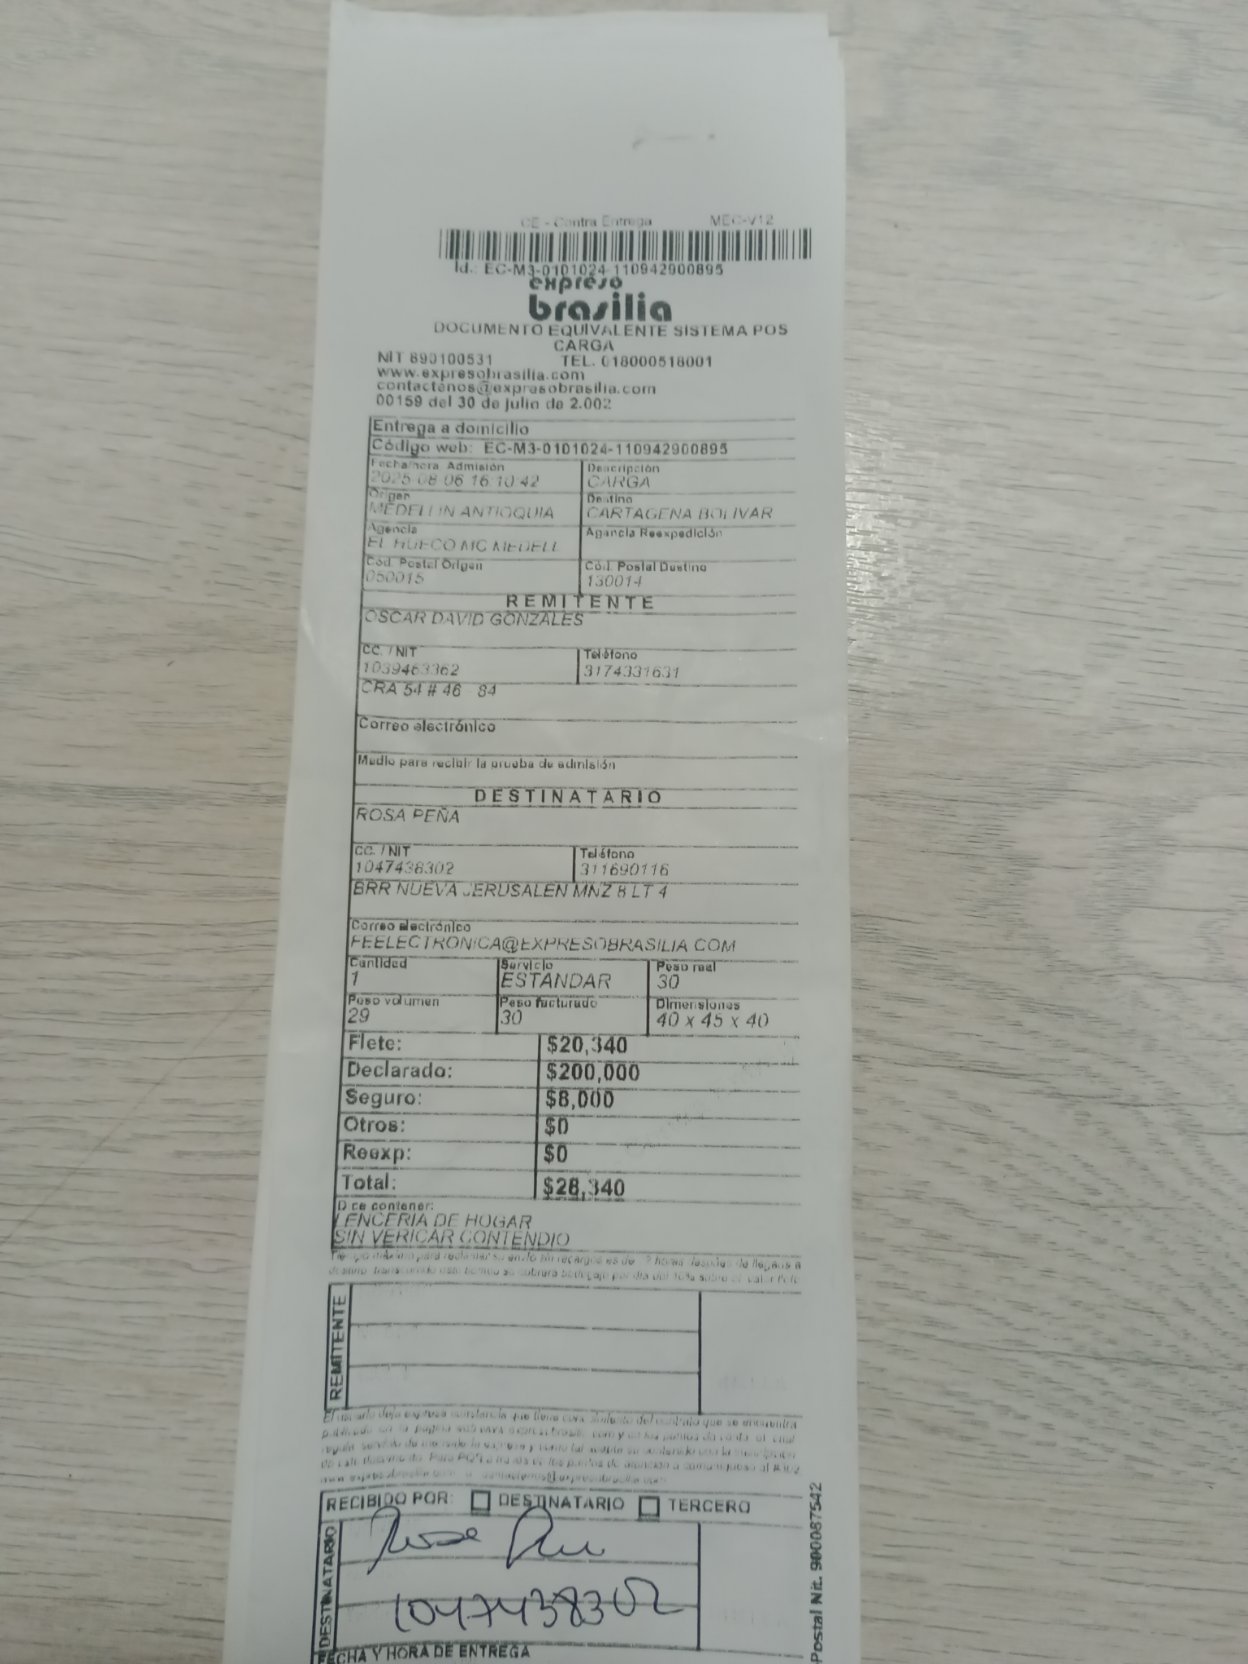 CE - Contra Entrega MEC-V12
Id.: EC-M3-0101024-110942900895
expreso
brasilia
DOCUMENTO EQUIVALENTE SISTEMA POS
CARGA
NIT 890100531 TEL. 018000518001
www.expresobrasilia.com
contactenos@expresobrasilia.com
00159 del 30 de julio de 2.002
Entrega a domicilio
Código web: EC-M3-0101024-110942900895
Fecha/hora Admisión Descripción
2025-08-06 16:10:42 CARGA
Origen Destino
MEDELLIN ANTIOQUIA CARTAGENA BOLIVAR
Agencia Agencia Reexpedición
EL HUECO MC MEDELL
Cód. Postal Origen Cód. Postal Destino
050015 130014
REMITENTE
OSCAR DAVID GONZALES
CC. / NIT Teléfono
1039463362 3174331631
CRA 54 # 46 - 84
Correo electrónico
Medio para recibir la prueba de admisión
DESTINATARIO
ROSA PEÑA
CC. / NIT Teléfono
1047438302 311690116
BRR NUEVA JERUSALEN MNZ 8 LT 4
Correo electrónico
FEELECTRONICA@EXPRESOBRASILIA.COM
Cantidad Servicio Peso real
1 ESTANDAR 30
Peso volumen Peso facturado Dimensiones
29 30 40 x 45 x 40
Flete: $20,340
Declarado: $200,000
Seguro: $8,000
Otros: $0
Reexp: $0
Total: $28,340
Dice contener:
LENCERIA DE HOGAR
SIN VERICAR CONTENDIO
REMITENTE
RECIBIDO POR: DESTINATARIO TERCERO
DESTINATARIO
1047438302
FECHA Y HORA DE ENTREGA
Postal Nit. 900087542